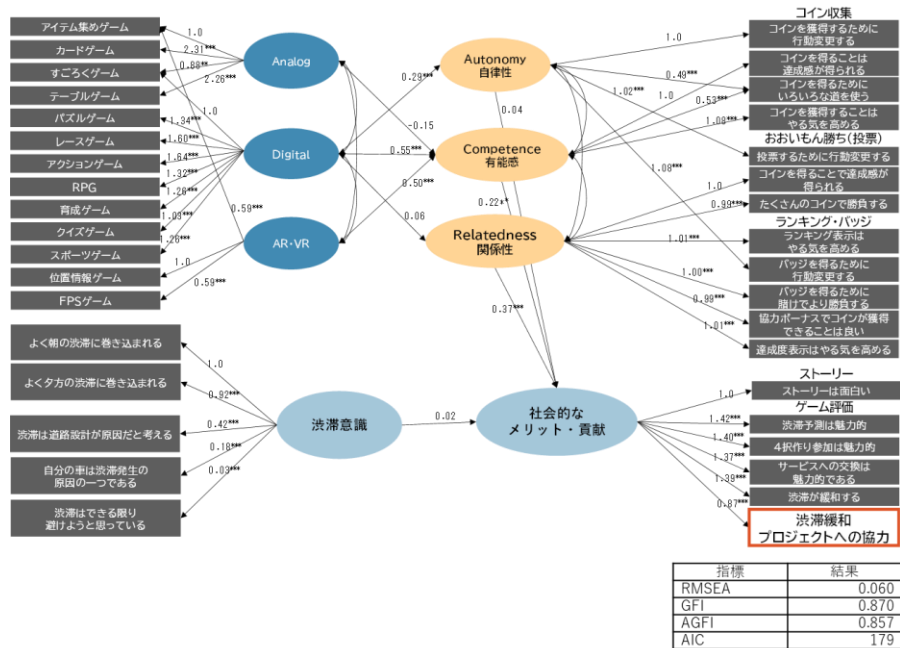 アイテム集めゲーム
カードゲーム
すごろくゲーム
テーブルゲーム
パズルゲーム
レースゲーム
アクションゲーム
RPG
育成ゲーム
クイズゲーム
スポーツゲーム
位置情報ゲーム
FPSゲーム
1.0
2.31***
0.88**
2.26***
1.0
1.34***
1.60***
1.64***
1.32***
1.26***
1.03***
1.28***
0.59***
1.0
0.59***
Analog
Digital
AR・VR
0.29***
-0.15
0.55***
0.50***
0.06
Autonomy
自律性
Competence
有能感
Relatedness
関係性
0.04
0.22**
0.37***
1.0
0.49***
1.02***
1.0
0.53***
1.08***
1.08***
1.0
0.99***
1.01***
1.00***
0.99***
1.01***
コイン収集
コインを獲得するために
行動変更する
コインを得ることは
達成感が得られる
コインを得るために
いろいろな道を使う
コインを獲得することは
やる気を高める
おおいもん勝ち(投票)
投票するために行動変更する
コインを得ることで達成感が
得られる
たくさんのコインで勝負する
ランキング・バッジ
ランキング表示は
やる気を高める
バッジを得るために
行動変更する
バッジを得るために
賭けでより勝負する
協力ボーナスでコインが獲得
できることは良い
達成度表示はやる気を高める
よく朝の渋滞に巻き込まれる
よく夕方の渋滞に巻き込まれる
渋滞は道路設計が原因だと考える
自分の車は渋滞発生の
原因の一つである
渋滞はできる限り
避けようと思っている
1.0
0.92***
0.42***
0.18***
0.03***
渋滞意識
0.02
社会的な
メリット・貢献
1.0
1.42***
1.40***
1.37***
1.39***
0.87***
ストーリー
ストーリーは面白い
ゲーム評価
渋滞予測は魅力的
4択作り参加は魅力的
サービスへの交換は
魅力的である
渋滞が緩和する
渋滞緩和
プロジェクトへの協力
指標 結果
RMSEA 0.060
GFI 0.870
AGFI 0.857
AIC 179